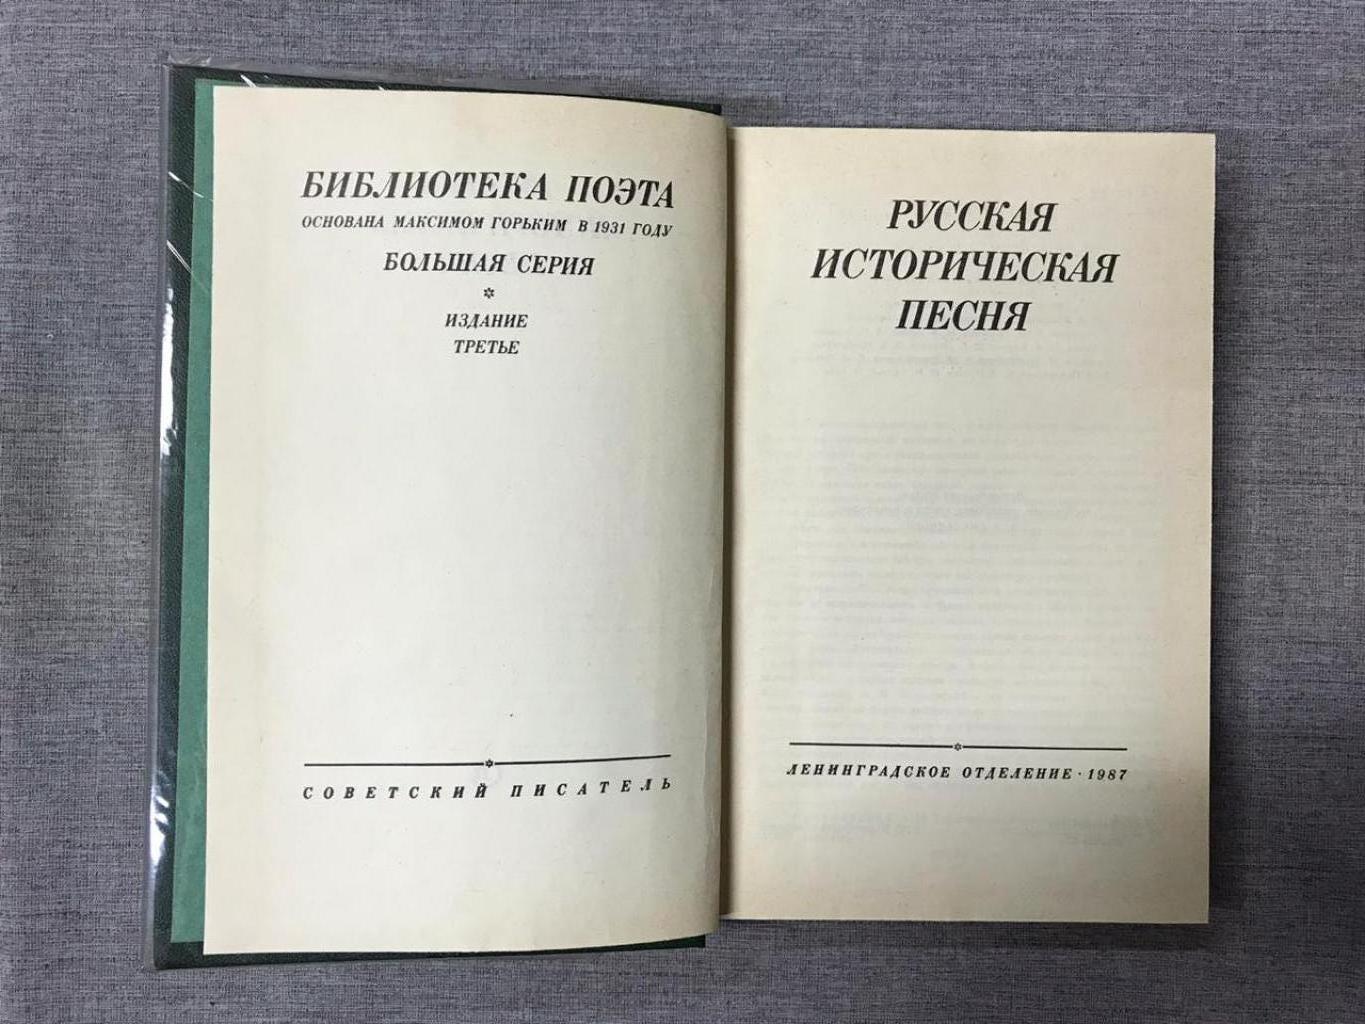 БИБЛИОТЕКА ПОЭТА
ОСНОВАНА МАКСИМОМ ГОРЬКИМ В 1931 ГОДУ
БОЛЬШАЯ СЕРИЯ
ИЗДАНИЕ
ТРЕТЬЕ
СОВЕТСКИЙ ПИСАТЕЛЬ
РУССКАЯ
ИСТОРИЧЕСКАЯ
ПЕСНЯ
ЛЕНИНГРАДСКОЕ ОТДЕЛЕНИЕ · 1987